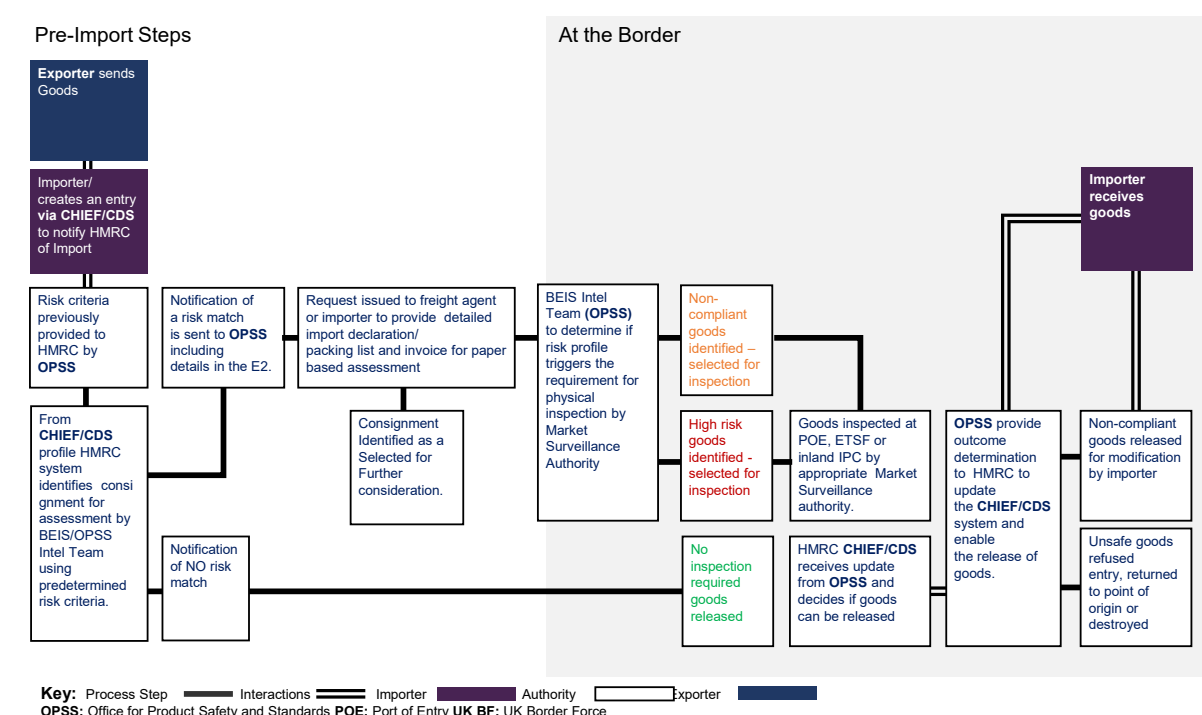 Pre-Import Steps
At the Border
Exporter sends
Goods
Importer/
creates an entry
via CHIEF/CDS
to notify HMRC
of Import
Importer
receives
goods
Risk criteria
previously
provided to
HMRC by
OPSS
Notification of
a risk match
is sent to OPSS
including
details in the E2.
Request issued to freight agent
or importer to provide detailed
import declaration/
packing list and invoice for paper
based assessment
BEIS Intel
Team (OPSS)
to determine if
risk profile
triggers the
requirement for
physical
inspection by
Market
Surveillance
Authority
Non-
compliant
goods
identified –
selected for
inspection
From
CHIEF/CDS
profile HMRC
system
identifies consi
gnment for
assessment by
BEIS/OPSS
Intel Team
using
predetermined
risk criteria.
Consignment
Identified as a
Selected for
Further
consideration.
High risk
goods
identified -
selected for
inspection
Goods inspected at
POE, ETSF or
inland IPC by
appropriate Market
Surveillance
authority.
OPSS provide
outcome
determination
to HMRC to
update
the CHIEF/CDS
system and
enable
the release of
goods.
Non-compliant
goods released
for modification
by importer
Notification
of NO risk
match
No
inspection
required
goods
released
HMRC CHIEF/CDS
receives update
from OPSS and
decides if goods
can be released
Unsafe goods
refused
entry, returned
to point of
origin or
destroyed
Key: Process Step Interactions Importer Authority Exporter
OPSS: Office for Product Safety and Standards POE: Port of Entry UK BF: UK Border Force